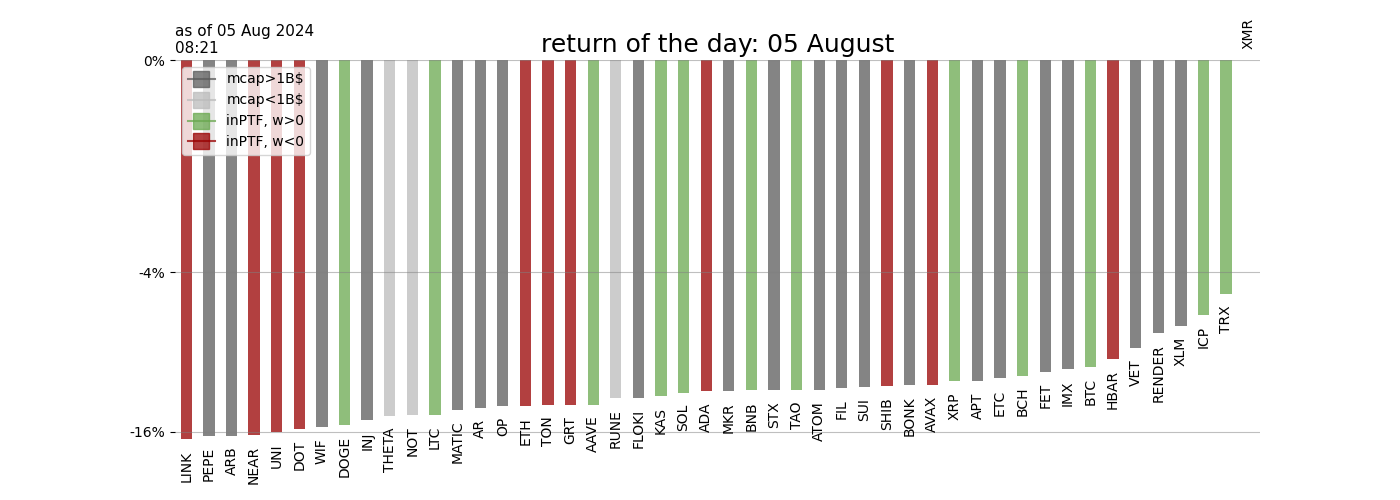 as of 05 Aug 2024
08:21
return of the day: 05 August
XMR
0%
mcap>1B$
mcap<1B$
inPTF, w>0
inPTF, w<0
-4%
-16%
LINK
PEPE
ARB
NEAR
UNI
DOT
WIF
DOGE
INJ
THETA
NOT
LTC
MATIC
AR
OP
ETH
TON
GRT
AAVE
RUNE
FLOKI
KAS
SOL
ADA
MKR
BNB
STX
TAO
ATOM
FIL
SUI
SHIB
BONK
AVAX
XRP
APT
ETC
BCH
FET
IMX
BTC
HBAR
VET
RENDER
XLM
ICP
TRX